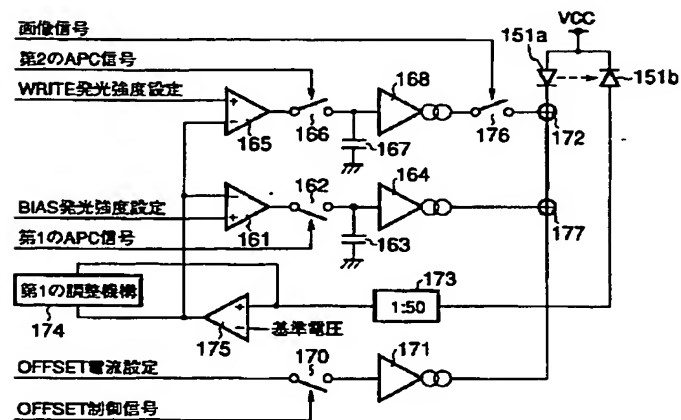 画像信号
第2のAPC信号
WRITE発光強度設定
VCC
151a
151b
168
165
166
167
176
172
162
164
BIAS発光強度設定
第1のAPC信号
161
163
177
第1の調整機構
174
175
基準電圧
173
1:50
170
171
OFFSET電流設定
OFFSET制御信号